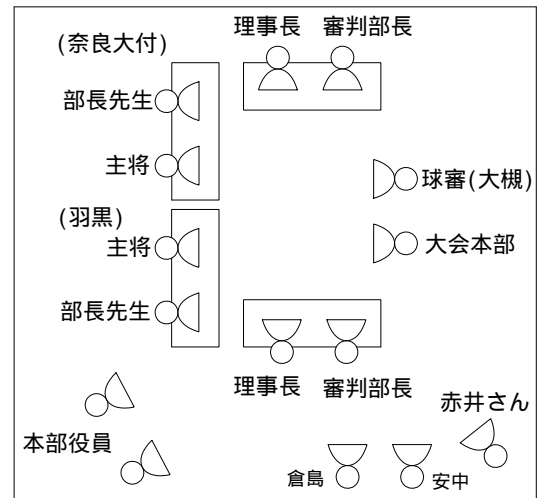 理事長 審判部長
(奈良大付)
部長先生
主将
球審(大槻)
(羽黒)
主将
大会本部
部長先生
理事長 審判部長
赤井さん
本部役員
倉島 安中